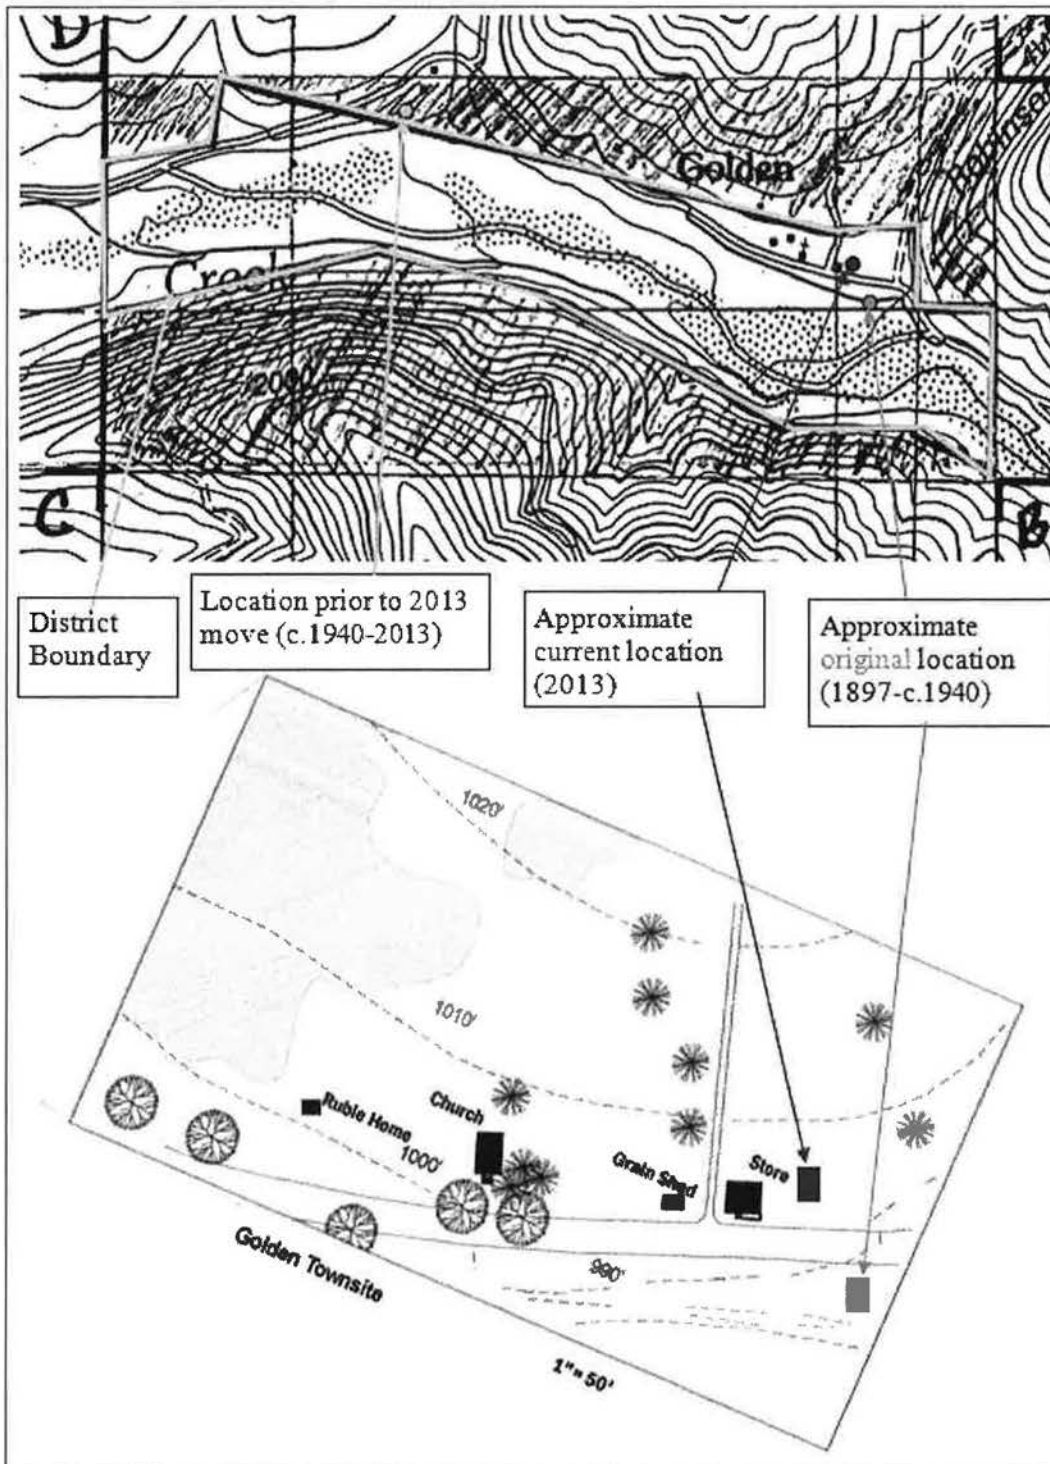 D
Golden
Creek
2000
C
B
District
Boundary
Location prior to 2013
move (c.1940-2013)
Approximate
current location
(2013)
Approximate
original location
(1897-c.1940)
1020'
1010'
Ruble Home
Church
1000'
Grain Shed
Store
Golden Townsite
990'
1"= 50'